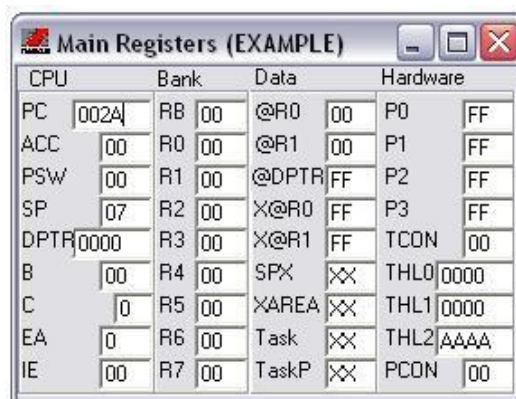 Main Registers (EXAMPLE)
CPU Bank Data Hardware
PC 002A RB 00 @R0 00 P0 FF
ACC 00 R0 00 @R1 00 P1 FF
PSW 00 R1 00 @DPTR FF P2 FF
SP 07 R2 00 X@R0 FF P3 FF
DPTR 0000 R3 00 X@R1 FF TCON 00
B 00 R4 00 SPX XX THL0 0000
C 0 R5 00 XAREA XX THL1 0000
EA 0 R6 00 Task XX THL2 AAAA
IE 00 R7 00 TaskP XX PCON 00